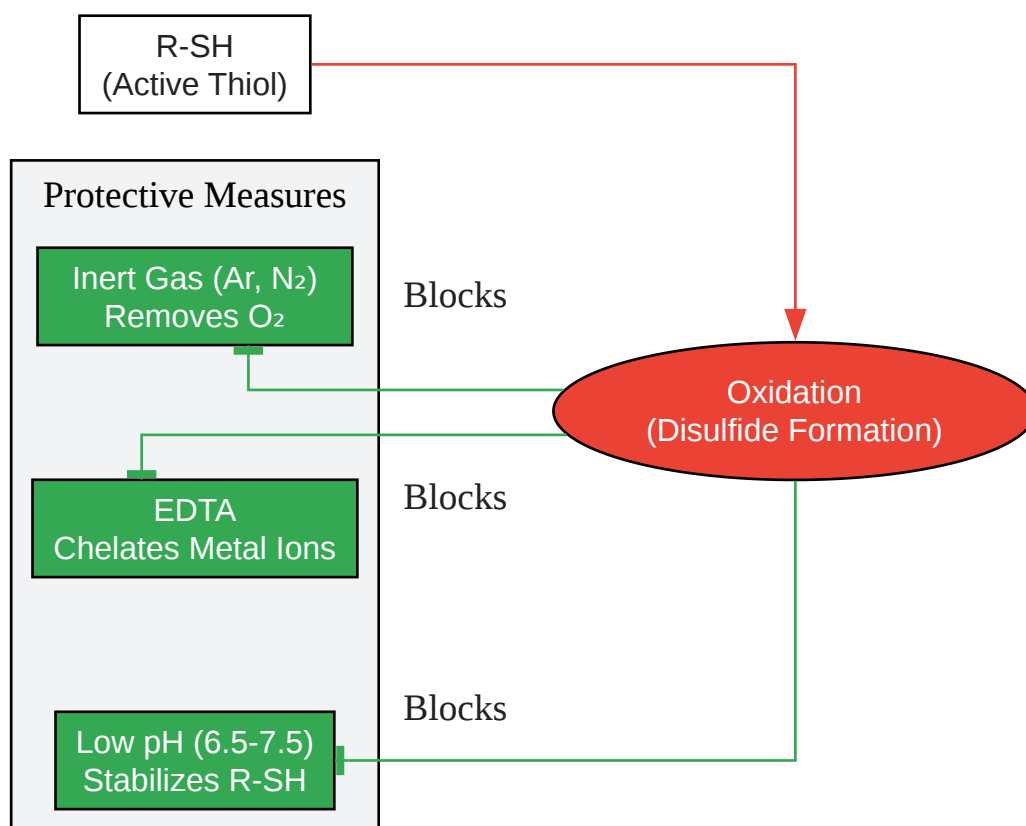 R-SH
(Active Thiol)
Protective Measures
Inert Gas (Ar, N₂)
Removes O₂
Blocks
Oxidation
(Disulfide Formation)
EDTA
Chelates Metal Ions
Blocks
Low pH (6.5-7.5)
Stabilizes R-SH
Blocks